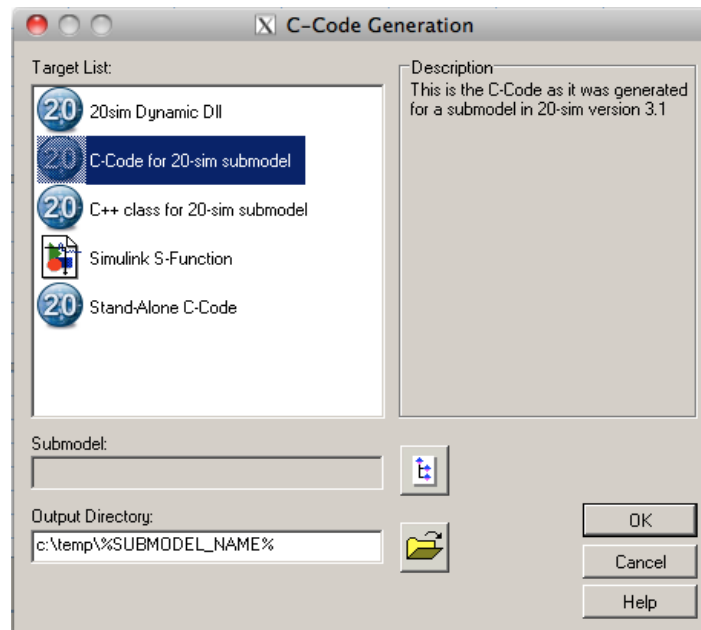 C-Code Generation
Target List:
20sim Dynamic Dll
C-Code for 20-sim submodel
C++ class for 20-sim submodel
Simulink S-Function
Stand-Alone C-Code
Description
This is the C-Code as it was generated
for a submodel in 20-sim version 3.1
Submodel:
Output Directory:
c:\temp\%SUBMODEL_NAME%
OK
Cancel
Help